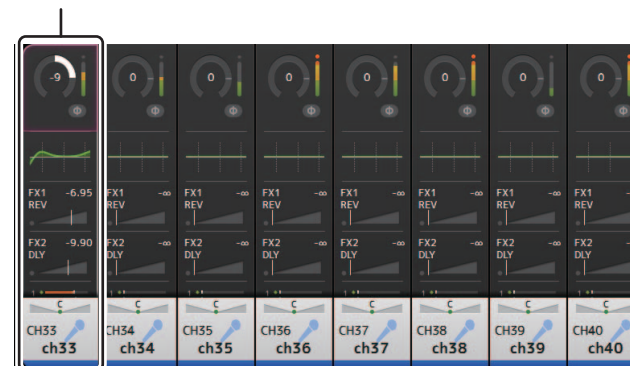 -9 0 0 0 0 0 0 0
Φ Φ Φ Φ Φ Φ Φ Φ
FX1 -6.95 FX1 -∞ FX1 -∞ FX1 -∞ FX1 -∞ FX1 -∞ FX1 -∞ FX1
REV REV REV REV REV REV REV REV
FX2 -9.90 FX2 -∞ FX2 -∞ FX2 -∞ FX2 -∞ FX2 -∞ FX2 -∞ FX2
DLY DLY DLY DLY DLY DLY DLY DLY
C C C C C C C C
CH33 CH34 CH35 CH36 CH37 CH38 CH39 CH40
ch33 ch34 ch35 ch36 ch37 ch38 ch39 ch40